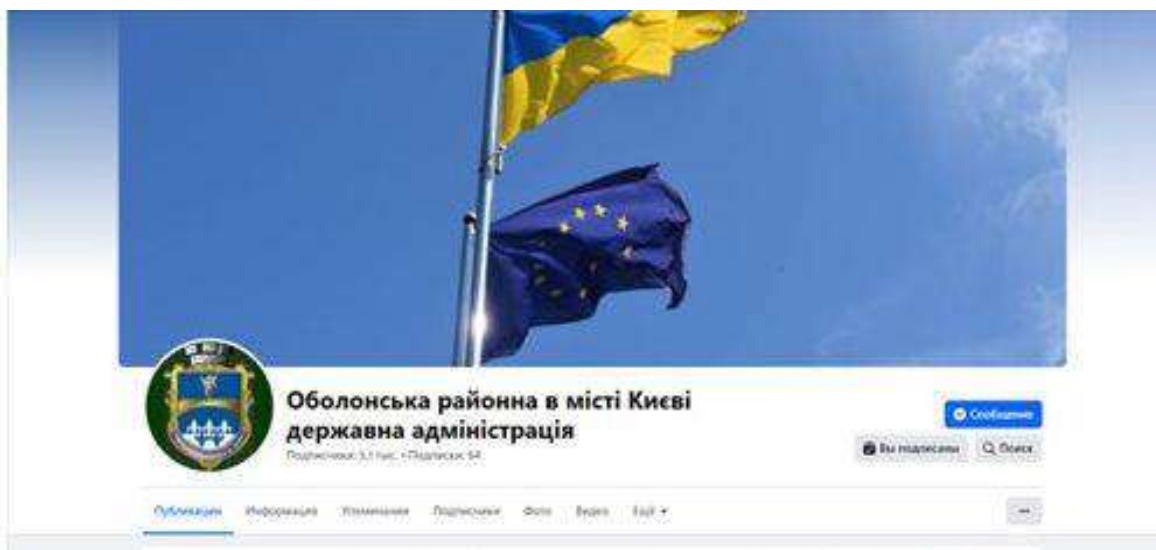 Оболонська районна в місті Києві
державна адміністрація
Подписчики: 5,1 тыс. • Подписки: 64
Сообщение
Вы подписаны
Поиск
Публикации Информация Упоминания Подписчики Фото Видео Ещё